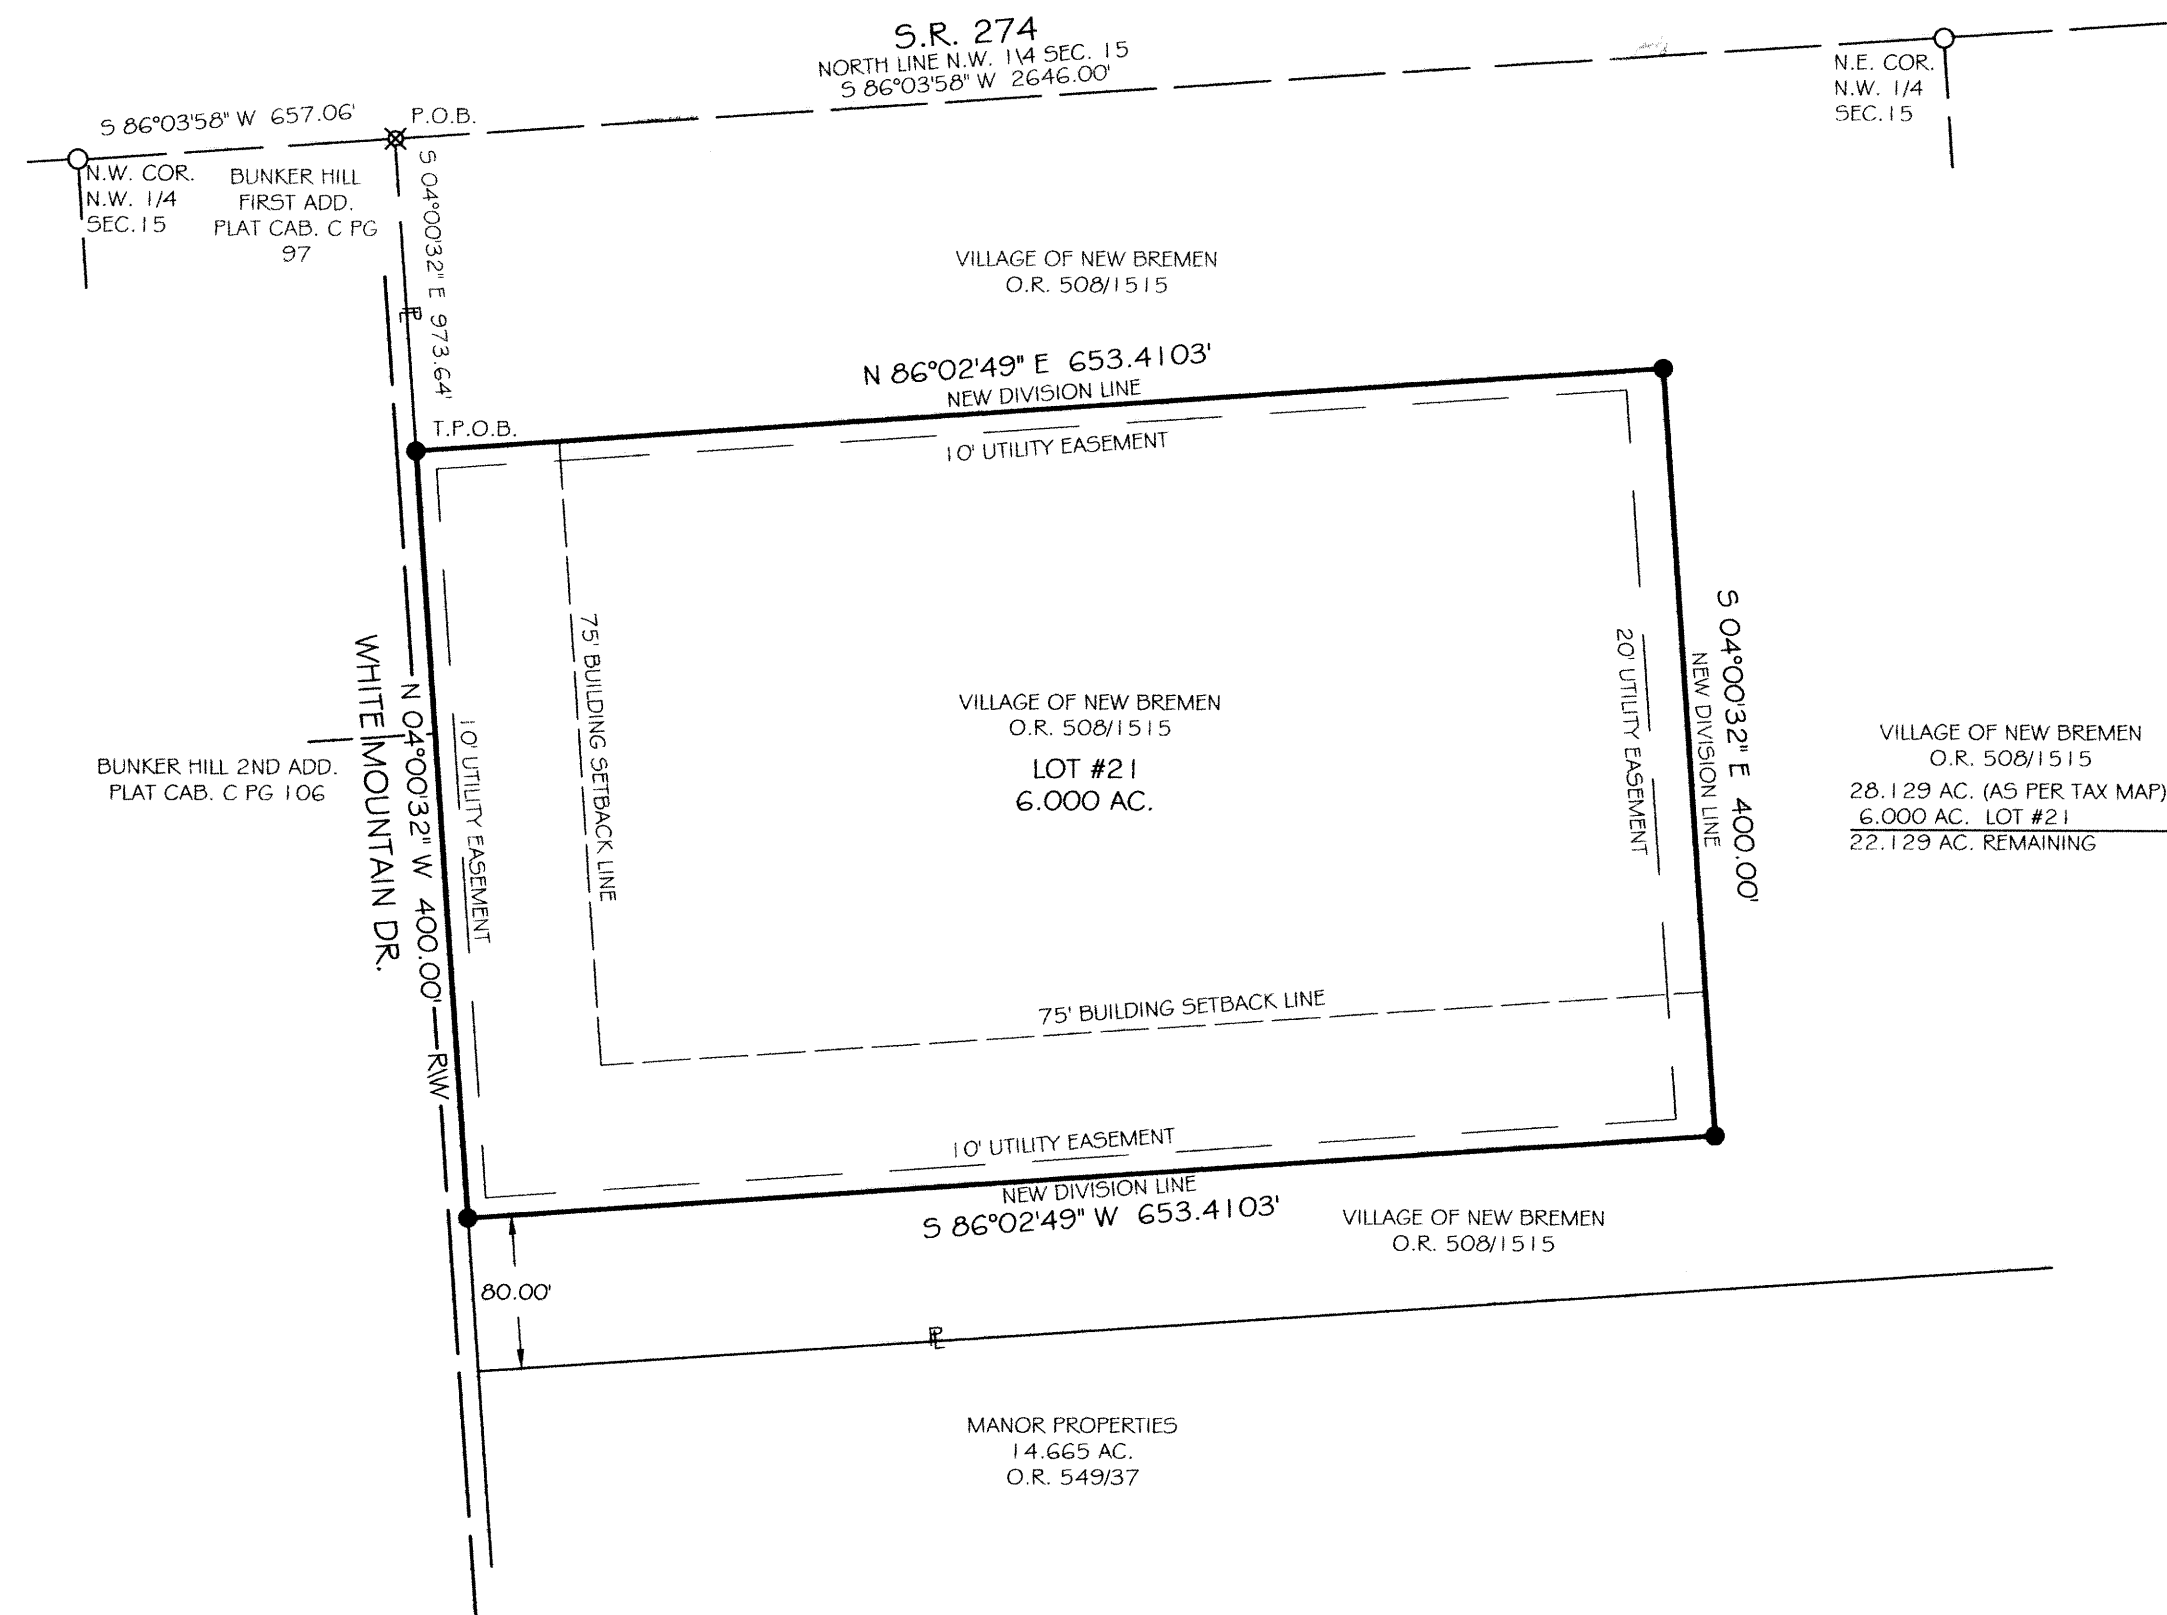 S.R. 274
NORTH LINE N.W. 1\4 SEC. 15
S 86°03'58" W 2646.00'
N.E. COR.
N.W. 1/4
SEC.15
S 86°03'58" W 657.06'
P.O.B.
N.W. COR.
N.W. 1/4
SEC.15
BUNKER HILL
FIRST ADD.
PLAT CAB. C PG
97
S 04°00'32" E 973.64'
PL
VILLAGE OF NEW BREMEN
O.R. 508/1515
N 86°02'49" E 653.4103'
NEW DIVISION LINE
T.P.O.B.
10' UTILITY EASEMENT
WHITE MOUNTAIN DR.
N 04°00'32" W 400.00'
R\W
10' UTILITY EASEMENT
75' BUILDING SETBACK LINE
VILLAGE OF NEW BREMEN
O.R. 508/1515
LOT #21
6.000 AC.
20' UTILITY EASEMENT
NEW DIVISION LINE
S 04°00'32" E 400.00'
VILLAGE OF NEW BREMEN
O.R. 508/1515
28.129 AC. (AS PER TAX MAP)
6.000 AC. LOT #21
22.129 AC. REMAINING
BUNKER HILL 2ND ADD.
PLAT CAB. C PG 106
75' BUILDING SETBACK LINE
10' UTILITY EASEMENT
NEW DIVISION LINE
S 86°02'49" W 653.4103'
VILLAGE OF NEW BREMEN
O.R. 508/1515
80.00'
PL
MANOR PROPERTIES
14.665 AC.
O.R. 549/37